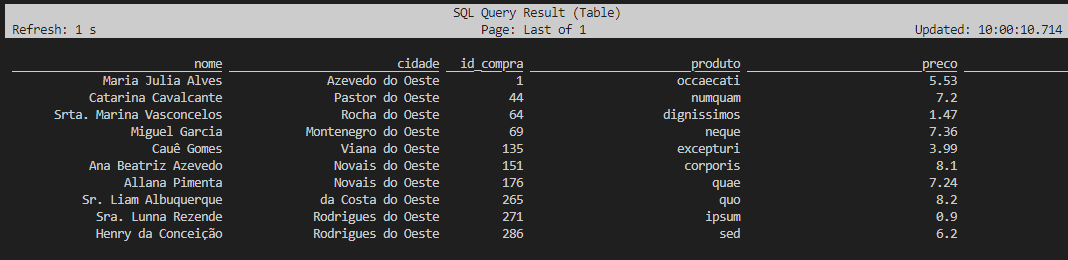 SQL Query Result (Table)
Refresh: 1 s Page: Last of 1 Updated: 10:00:10.714
nome cidade id_compra produto preco
Maria Julia Alves Azevedo do Oeste 1 occaecati 5.53
Catarina Cavalcante Pastor do Oeste 44 numquam 7.2
Srta. Marina Vasconcelos Rocha do Oeste 64 dignissimos 1.47
Miguel Garcia Montenegro do Oeste 69 neque 7.36
Cauê Gomes Viana do Oeste 135 excepturi 3.99
Ana Beatriz Azevedo Novais do Oeste 151 corporis 8.1
Allana Pimenta Novais do Oeste 176 quae 7.24
Sr. Liam Albuquerque da Costa do Oeste 265 quo 8.2
Sra. Lunna Rezende Rodrigues do Oeste 271 ipsum 0.9
Henry da Conceição Rodrigues do Oeste 286 sed 6.2